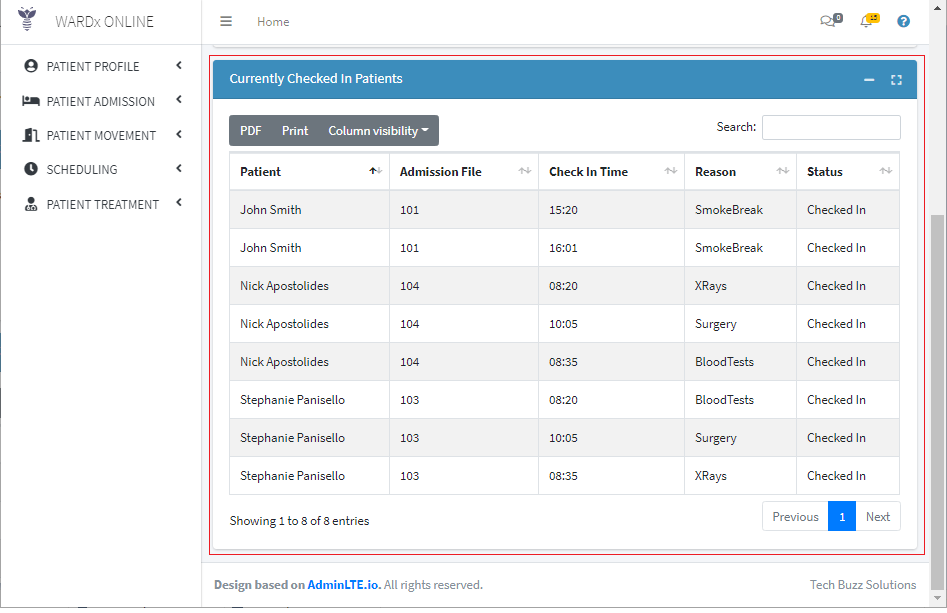 WARDx ONLINE
Home
0
15
?
PATIENT PROFILE
PATIENT ADMISSION
PATIENT MOVEMENT
SCHEDULING
PATIENT TREATMENT
Currently Checked In Patients
PDF Print Column visibility
Search:
Patient Admission File Check In Time Reason Status
John Smith 101 15:20 SmokeBreak Checked In
John Smith 101 16:01 SmokeBreak Checked In
Nick Apostolides 104 08:20 XRays Checked In
Nick Apostolides 104 10:05 Surgery Checked In
Nick Apostolides 104 08:35 BloodTests Checked In
Stephanie Panisello 103 08:20 BloodTests Checked In
Stephanie Panisello 103 10:05 Surgery Checked In
Stephanie Panisello 103 08:35 XRays Checked In
Showing 1 to 8 of 8 entries
Previous 1 Next
Design based on AdminLTE.io. All rights reserved.
Tech Buzz Solutions